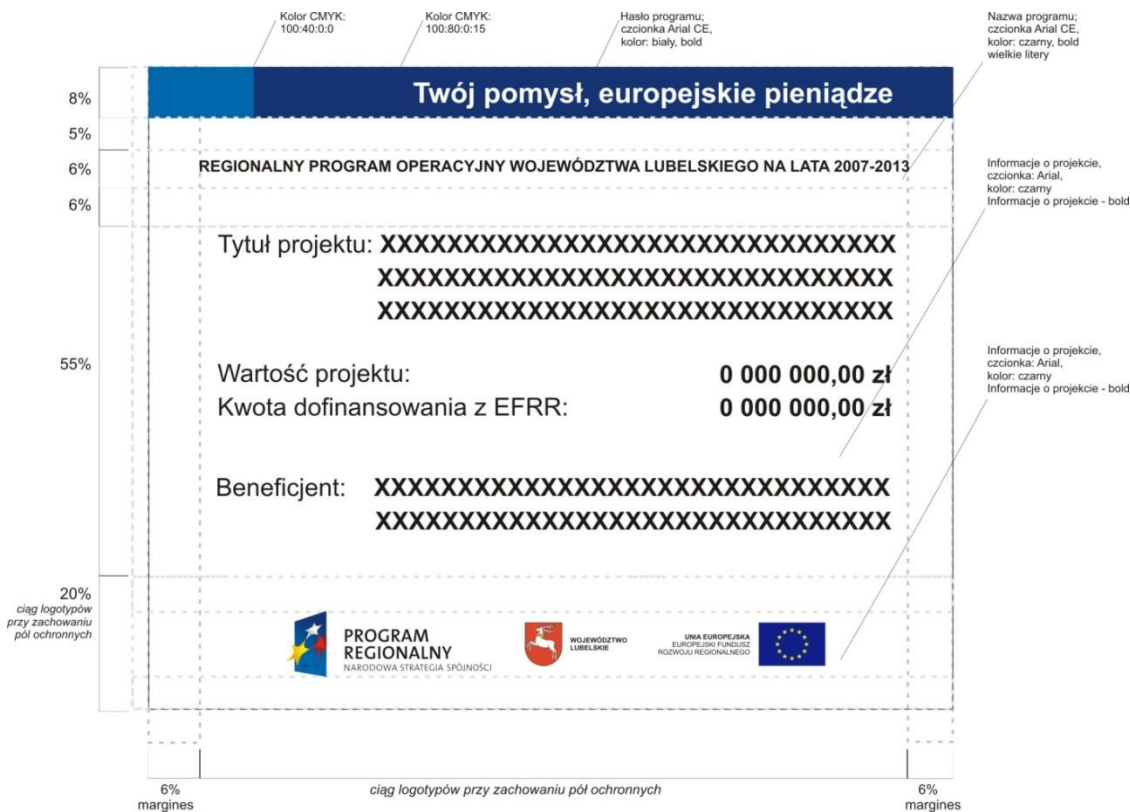 Kolor CMYK:
100:40:0:0
Kolor CMYK:
100:80:0:15
Hasło programu;
czcionka Arial CE,
kolor: biały, bold
Nazwa programu;
czcionka Arial CE,
kolor: czarny, bold
wielkie litery
8%
Twój pomysł, europejskie pieniądze
5%
6%
REGIONALNY PROGRAM OPERACYJNY WOJEWÓDZTWA LUBELSKIEGO NA LATA 2007-2013
Informacje o projekcie,
czcionka: Arial,
kolor: czarny
Informacje o projekcie - bold
6%
Tytuł projektu: XXXXXXXXXXXXXXXXXXXXXXXXXXXXXXX
XXXXXXXXXXXXXXXXXXXXXXXXXXXXXXX
XXXXXXXXXXXXXXXXXXXXXXXXXXXXXXX
55%
Wartość projektu: 0 000 000,00 zł
Kwota dofinansowania z EFRR: 0 000 000,00 zł
Informacje o projekcie,
czcionka: Arial,
kolor: czarny
Informacje o projekcie - bold
Beneficjent: XXXXXXXXXXXXXXXXXXXXXXXXXXXXXXX
XXXXXXXXXXXXXXXXXXXXXXXXXXXXXXX
20%
ciąg logotypów
przy zachowaniu
pól ochronnych
PROGRAM
REGIONALNY
NARODOWA STRATEGIA SPÓJNOŚCI
WOJEWÓDZTWO
LUBELSKIE
UNIA EUROPEJSKA
EUROPEJSKI FUNDUSZ
ROZWOJU REGIONALNEGO
6%
margines
ciąg logotypów przy zachowaniu pól ochronnych
6%
margines